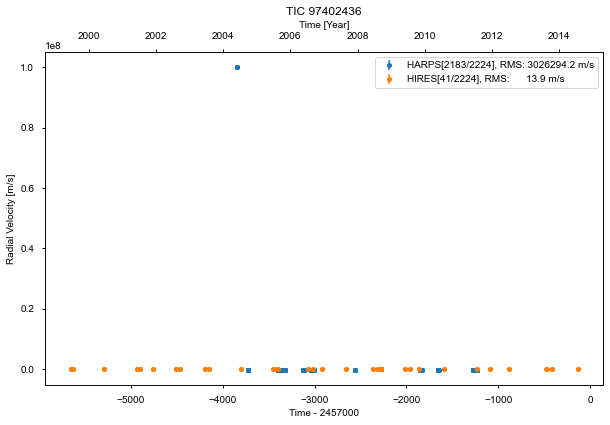 TIC 97402436
Time [Year]
2000 2002 2004 2006 2008 2010 2012 2014
1e8
HARPS[2183/2224], RMS: 3026294.2 m/s
HIRES[41/2224], RMS: 13.9 m/s
1.0
0.8
0.6
0.4
0.2
0.0
Radial Velocity [m/s]
−5000 −4000 −3000 −2000 −1000 0
Time - 2457000